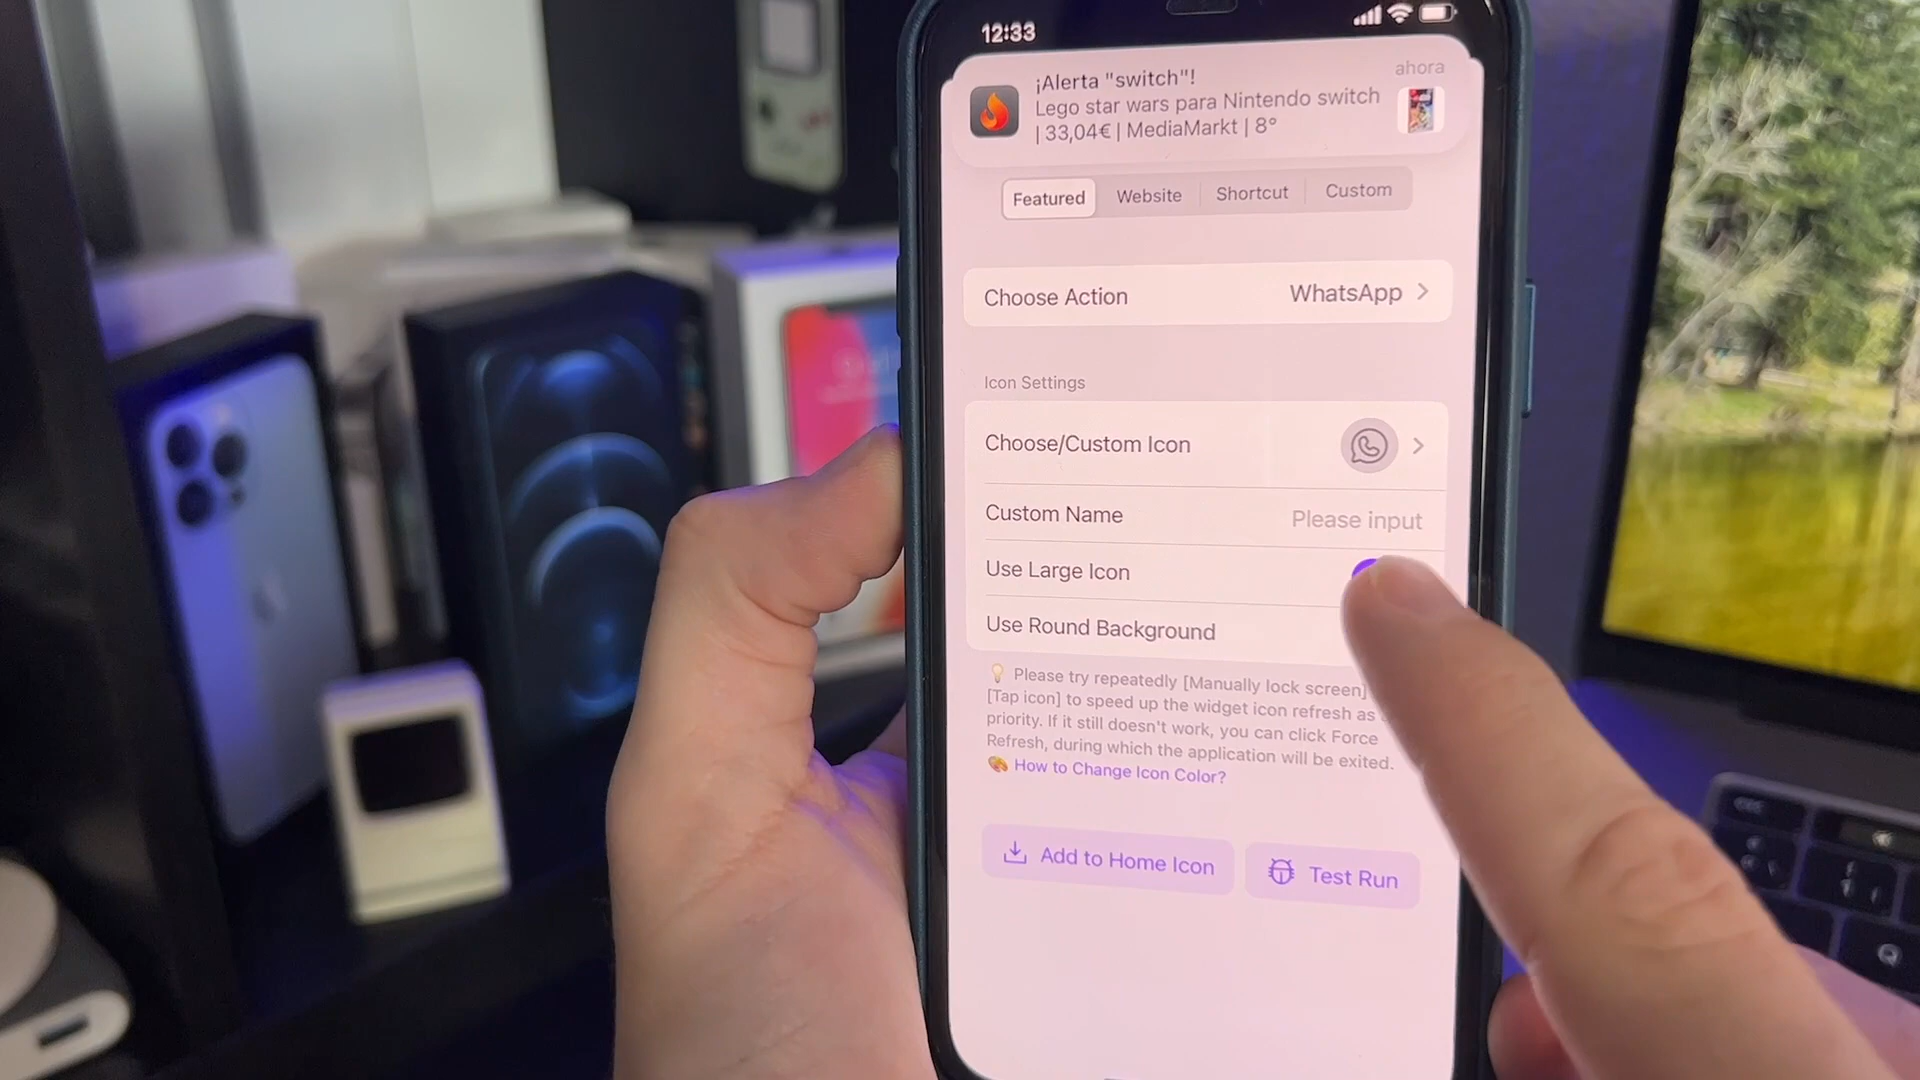 12:33
¡Alerta "switch"!
ahora
Lego star wars para Nintendo switch
| 33,04€ | MediaMarkt | 8°
Featured
Website
Shortcut
Custom
Choose Action
WhatsApp
Icon Settings
Choose/Custom Icon
Custom Name
Please input
Use Large Icon
Use Round Background
💡 Please try repeatedly [Manually lock screen]
[Tap icon] to speed up the widget icon refresh as
priority. If it still doesn't work, you can click Force
Refresh, during which the application will be exited.
🎨 How to Change Icon Color?
Add to Home Icon
Test Run